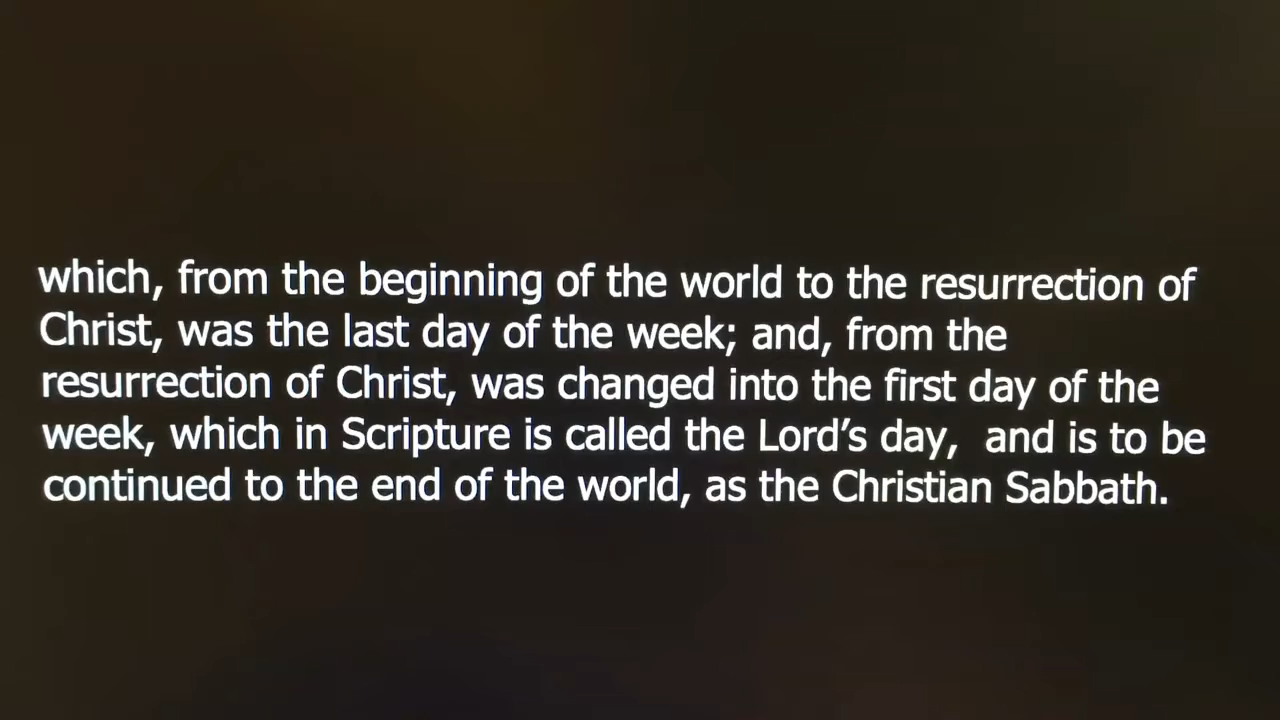 which, from the beginning of the world to the resurrection of
Christ, was the last day of the week; and, from the
resurrection of Christ, was changed into the first day of the
week, which in Scripture is called the Lord’s day,  and is to be
continued to the end of the world, as the Christian Sabbath.